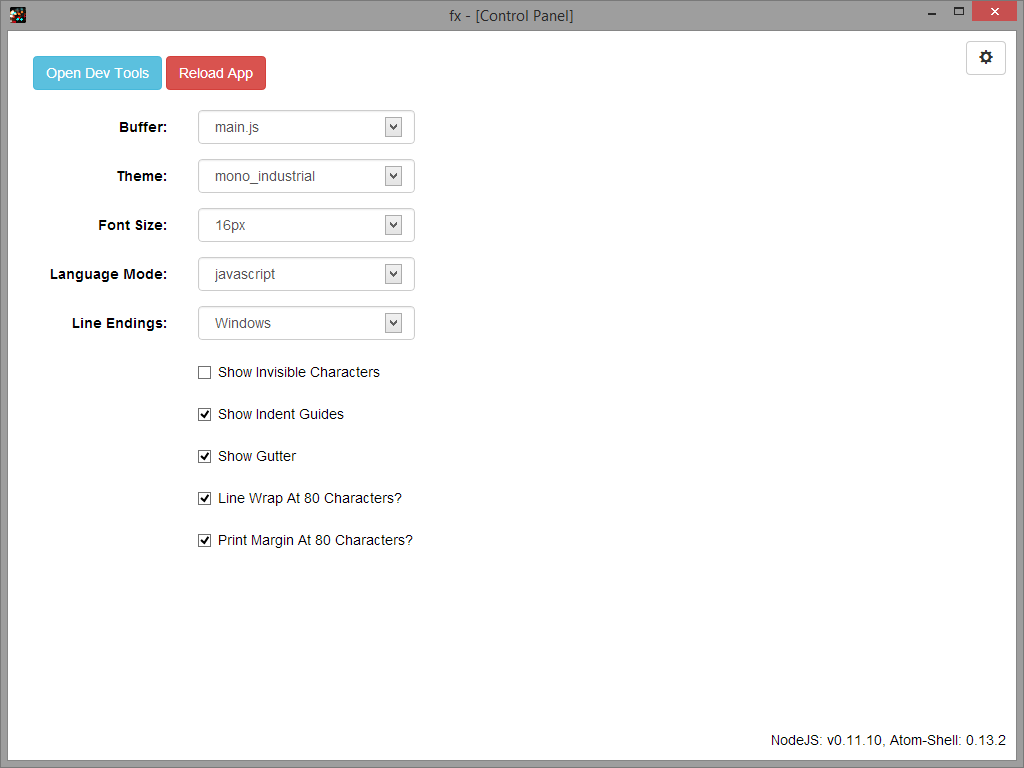 fx - [Control Panel]
Open Dev Tools Reload App
Buffer: main.js
Theme: mono_industrial
Font Size: 16px
Language Mode: javascript
Line Endings: Windows
Show Invisible Characters
Show Indent Guides
Show Gutter
Line Wrap At 80 Characters?
Print Margin At 80 Characters?
NodeJS: v0.11.10, Atom-Shell: 0.13.2